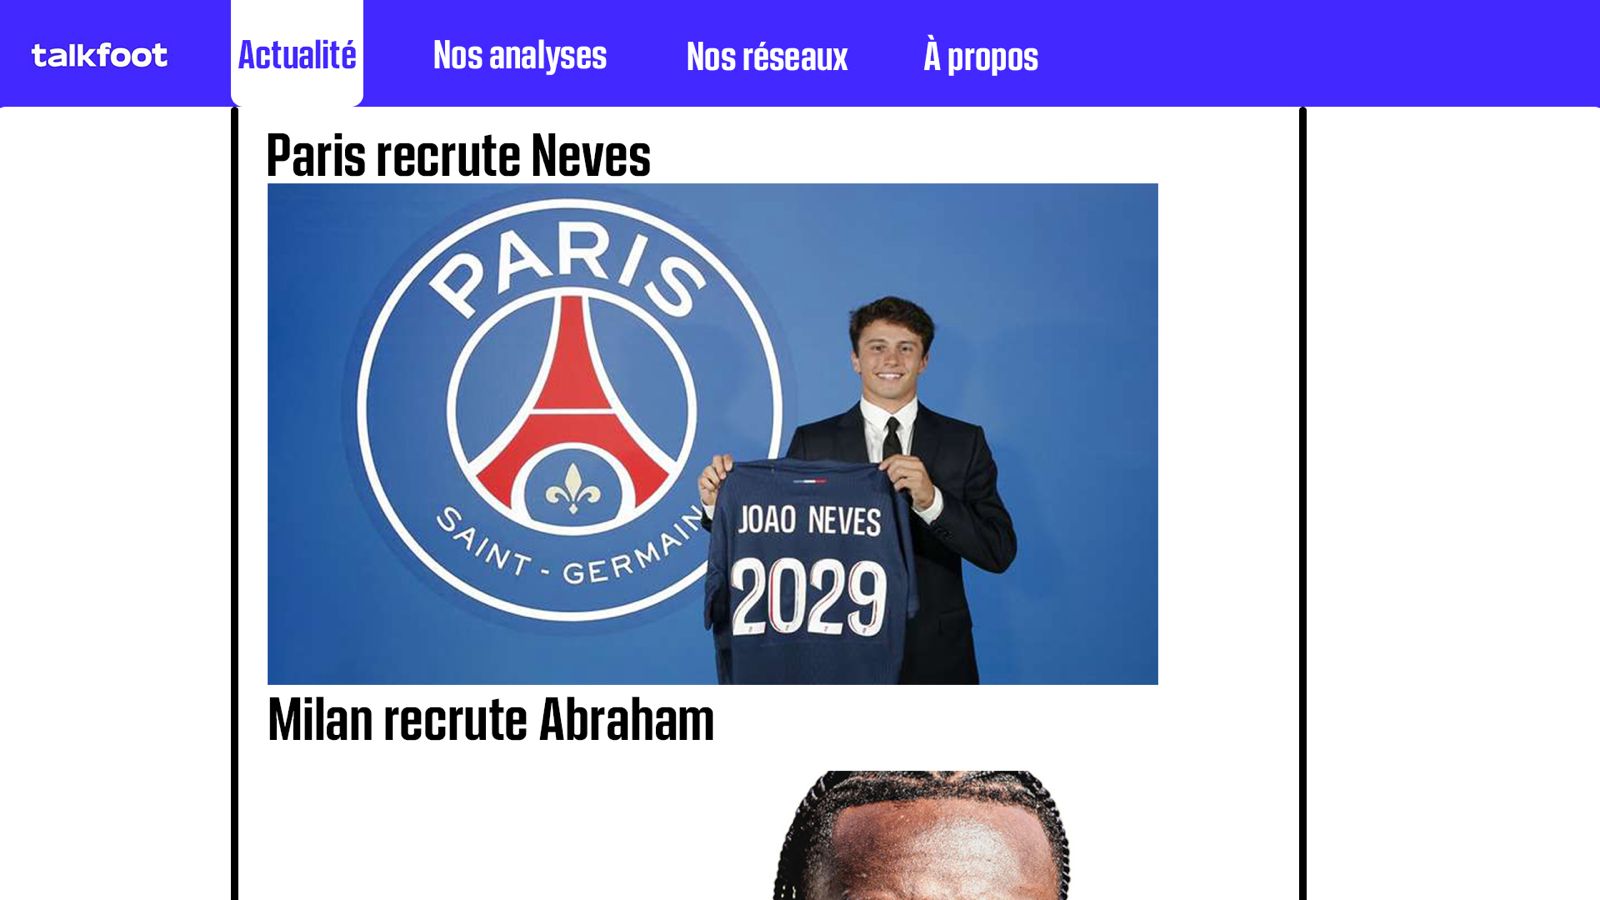 talkfoot
Actualité
Nos analyses
Nos réseaux
À propos
Paris recrute Neves
PARIS
SAINT - GERMAIN
JOAO NEVES
2029
Milan recrute Abraham